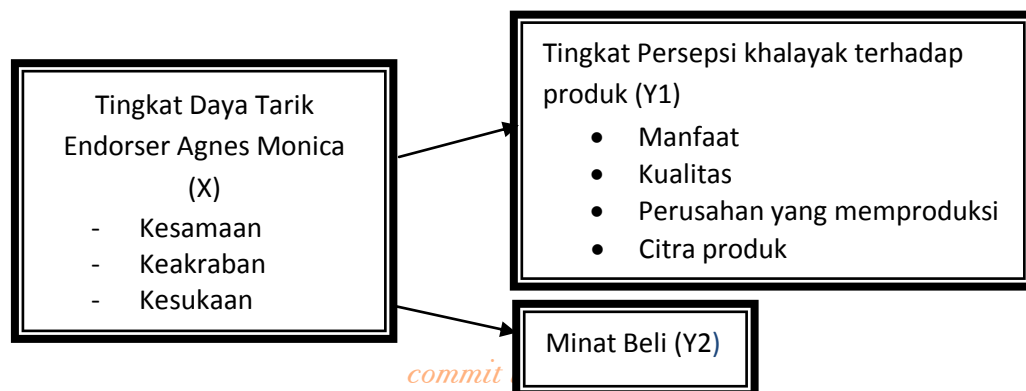 Tingkat Daya Tarik
Endorser Agnes Monica
(X)
- Kesamaan
- Keakraban
- Kesukaan
Tingkat Persepsi khalayak terhadap
produk (Y1)
• Manfaat
• Kualitas
• Perusahan yang memproduksi
• Citra produk
Minat Beli (Y2)
commit